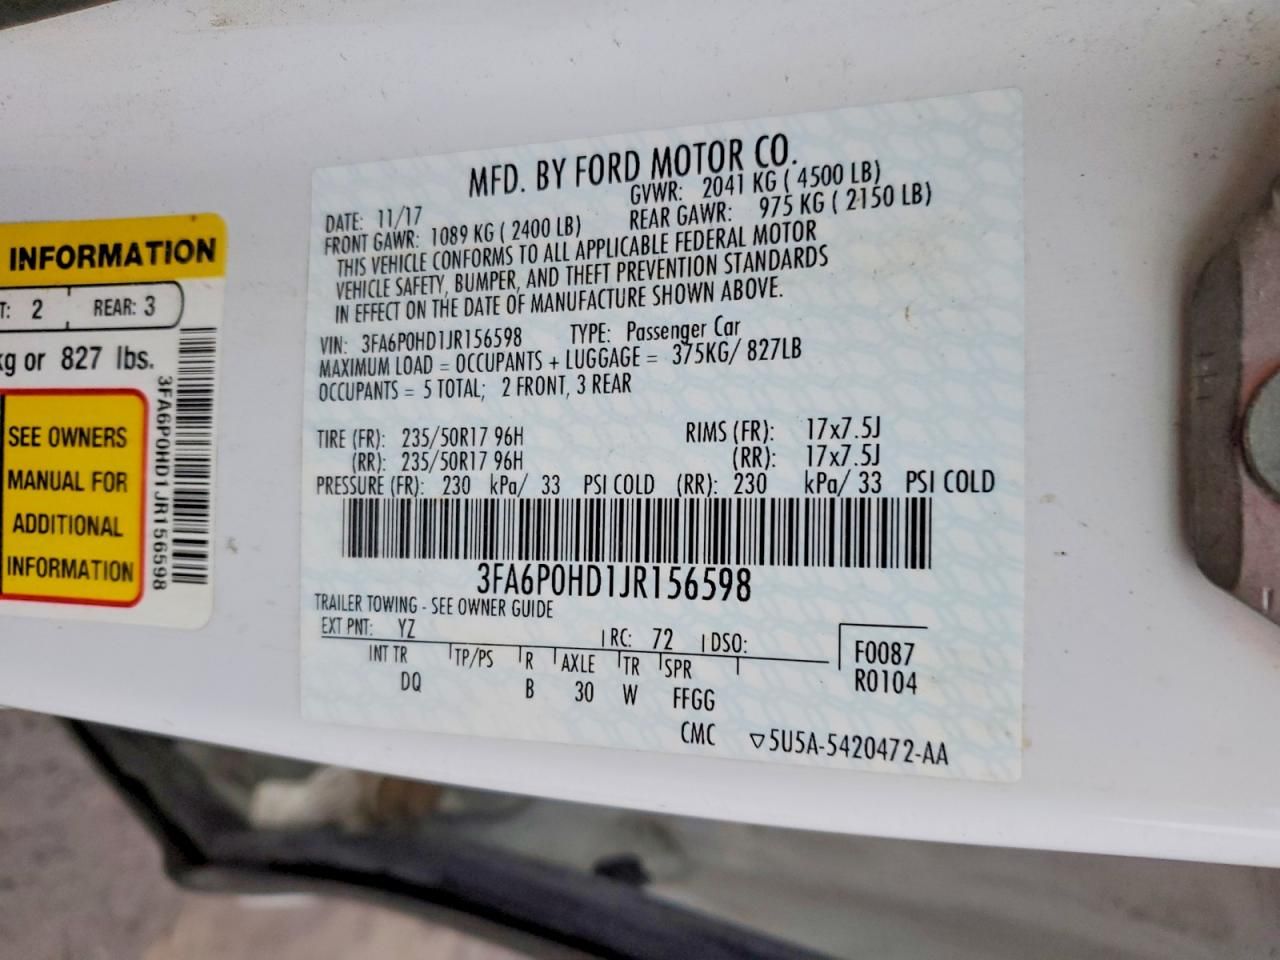 INFORMATION
T: 2 REAR: 3
kg or 827 lbs.
SEE OWNERS
MANUAL FOR
ADDITIONAL
INFORMATION
3FA6P0HD1JR156598
MFD. BY FORD MOTOR CO.
DATE: 11/17 GVWR: 2041 KG ( 4500 LB)
FRONT GAWR: 1089 KG ( 2400 LB) REAR GAWR: 975 KG ( 2150 LB)
THIS VEHICLE CONFORMS TO ALL APPLICABLE FEDERAL MOTOR
VEHICLE SAFETY, BUMPER, AND THEFT PREVENTION STANDARDS
IN EFFECT ON THE DATE OF MANUFACTURE SHOWN ABOVE.
VIN: 3FA6P0HD1JR156598 TYPE: Passenger Car
MAXIMUM LOAD = OCCUPANTS + LUGGAGE = 375KG/ 827LB
OCCUPANTS = 5 TOTAL; 2 FRONT, 3 REAR
TIRE (FR): 235/50R17 96H RIMS (FR): 17x7.5J
(RR): 235/50R17 96H (RR): 17x7.5J
PRESSURE (FR): 230 kPa/ 33 PSI COLD (RR): 230 kPa/ 33 PSI COLD
3FA6P0HD1JR156598
TRAILER TOWING - SEE OWNER GUIDE
EXT PNT: YZ RC: 72 DSO:
F0087
INT TR TP/PS R AXLE TR SPR
R0104
DQ B 30 W FFGG
CMC ▽5U5A-5420472-AA